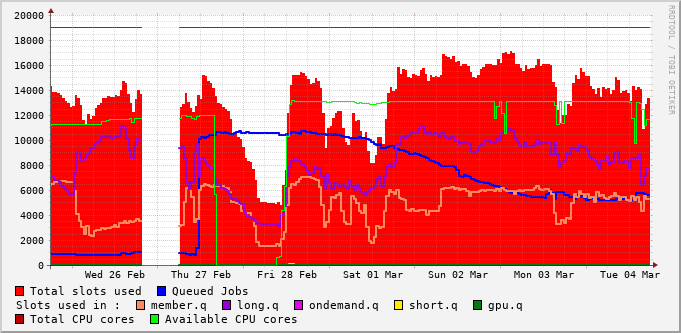 20000
18000
16000
14000
12000
10000
8000
6000
4000
2000
0
Wed 26 Feb Thu 27 Feb Fri 28 Feb Sat 01 Mar Sun 02 Mar Mon 03 Mar Tue 04 Mar
Total slots used Queued Jobs
Slots used in : member.q long.q ondemand.q short.q gpu.q
Total CPU cores Available CPU cores
RRDTOOL / TOBI OETIKER